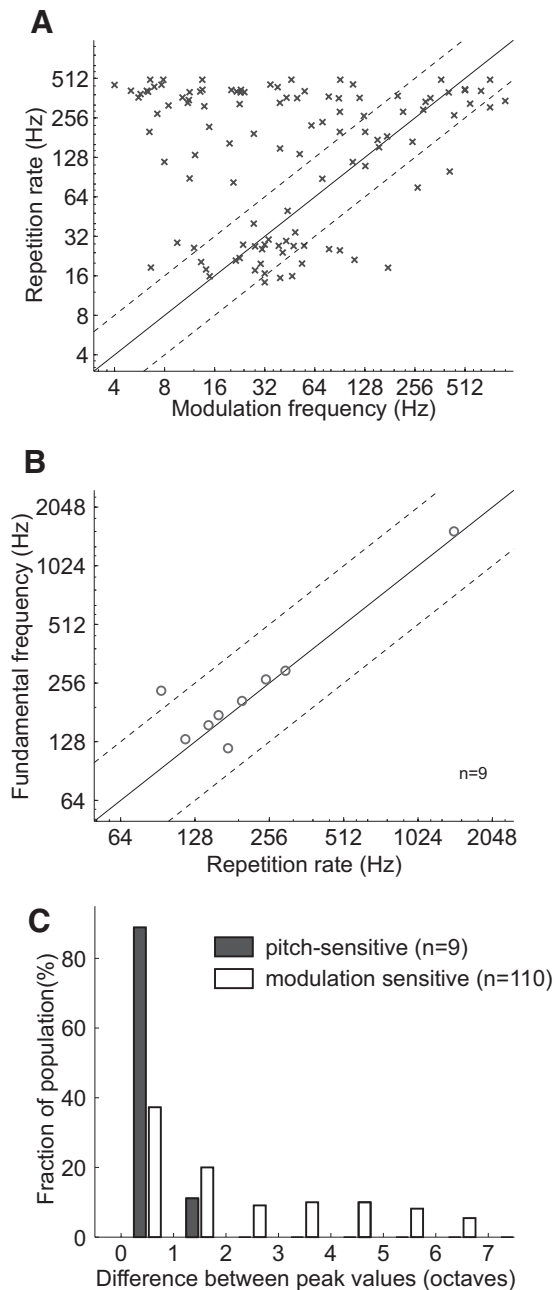 A
512
256
128
64
32
16
8
4
Repetition rate (Hz)
4 8 16 32 64 128 256 512
Modulation frequency (Hz)
B
2048
1024
512
256
128
64
Fundamental frequency (Hz)
n=9
64 128 256 512 1024 2048
Repetition rate (Hz)
C
pitch-sensitive (n=9)
modulation sensitive (n=110)
80
60
40
20
0
Fraction of population(%)
0 1 2 3 4 5 6 7
Difference between peak values (octaves)